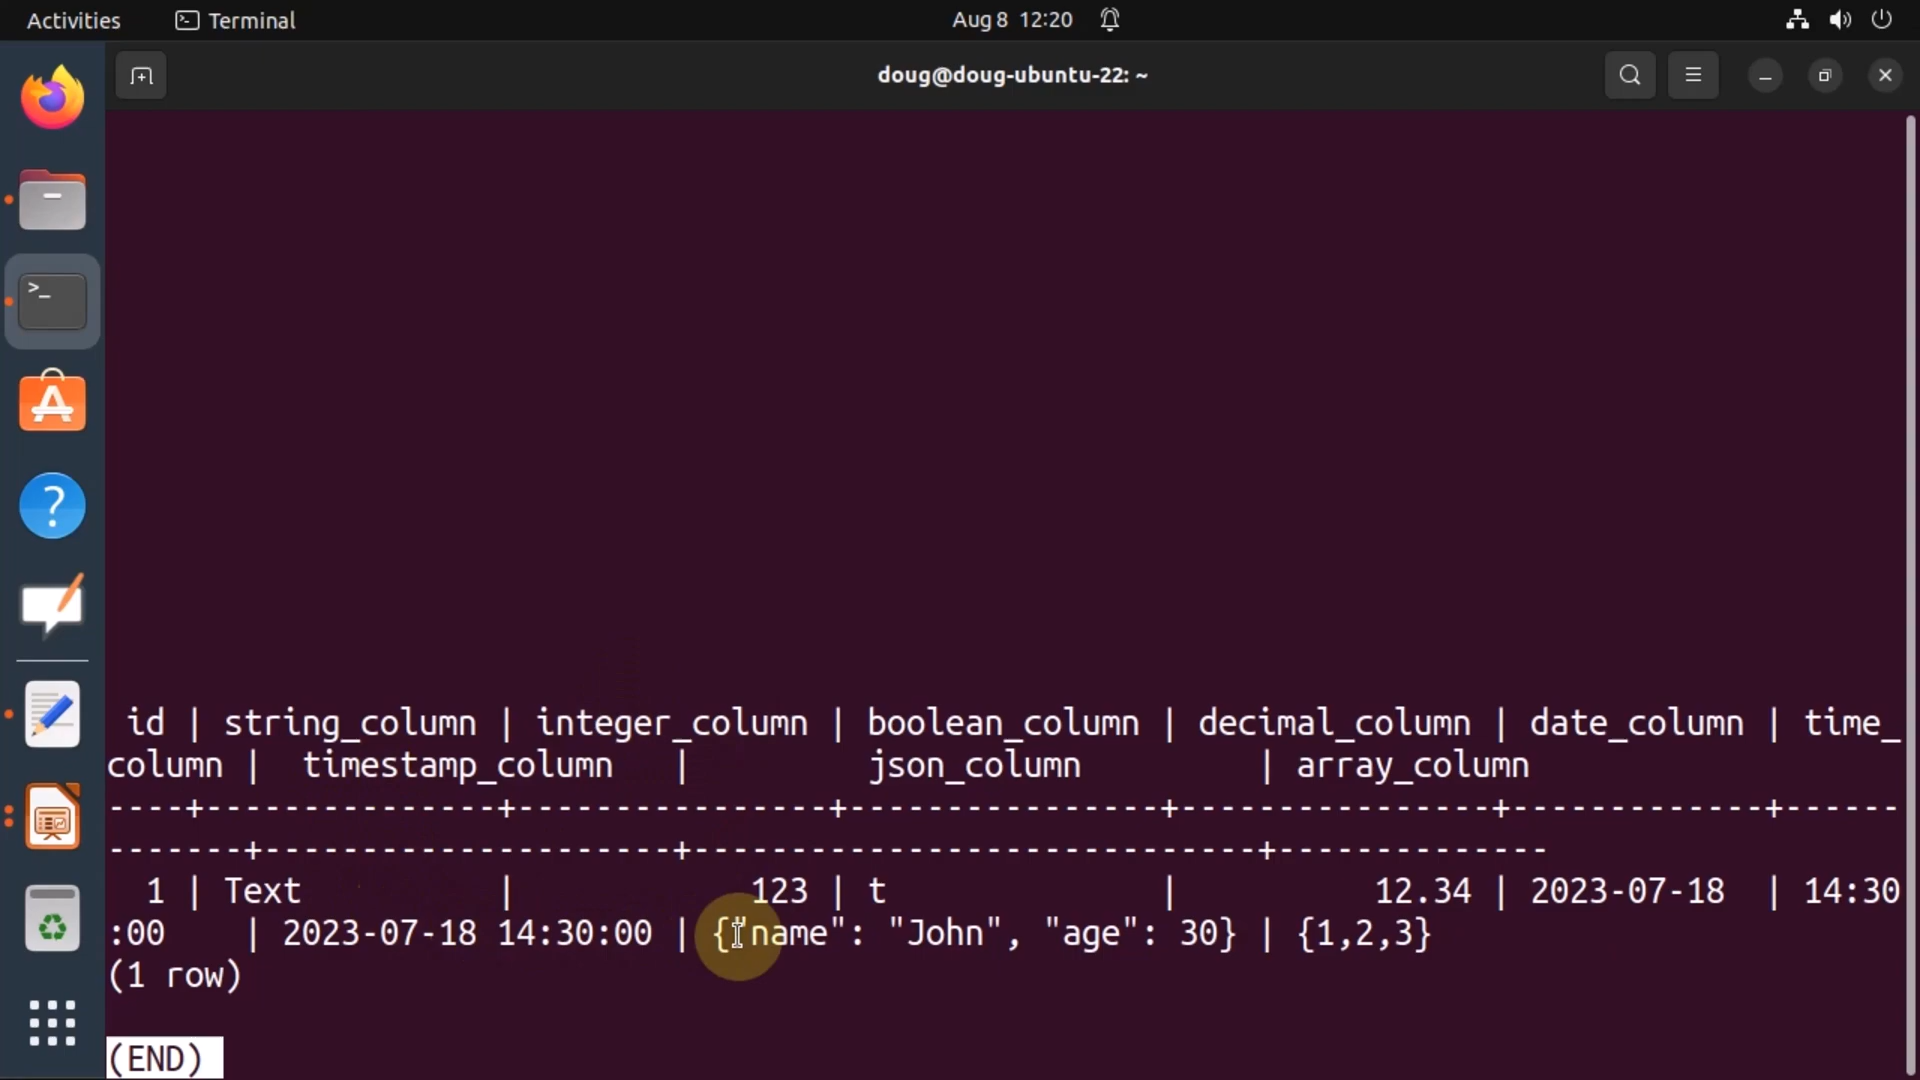 Activities Terminal Aug 8 12:20
doug@doug-ubuntu-22: ~
 id | string_column | integer_column | boolean_column | decimal_column | date_column | time_
column |  timestamp_column   |         json_column         | array_column
----+---------------+----------------+----------------+----------------+-------------+------
-------+---------------------+-----------------------------+--------------
  1 | Text          |            123 | t              |          12.34 | 2023-07-18  | 14:30
:00    | 2023-07-18 14:30:00 | {"name": "John", "age": 30} | {1,2,3}
(1 row)
(END)